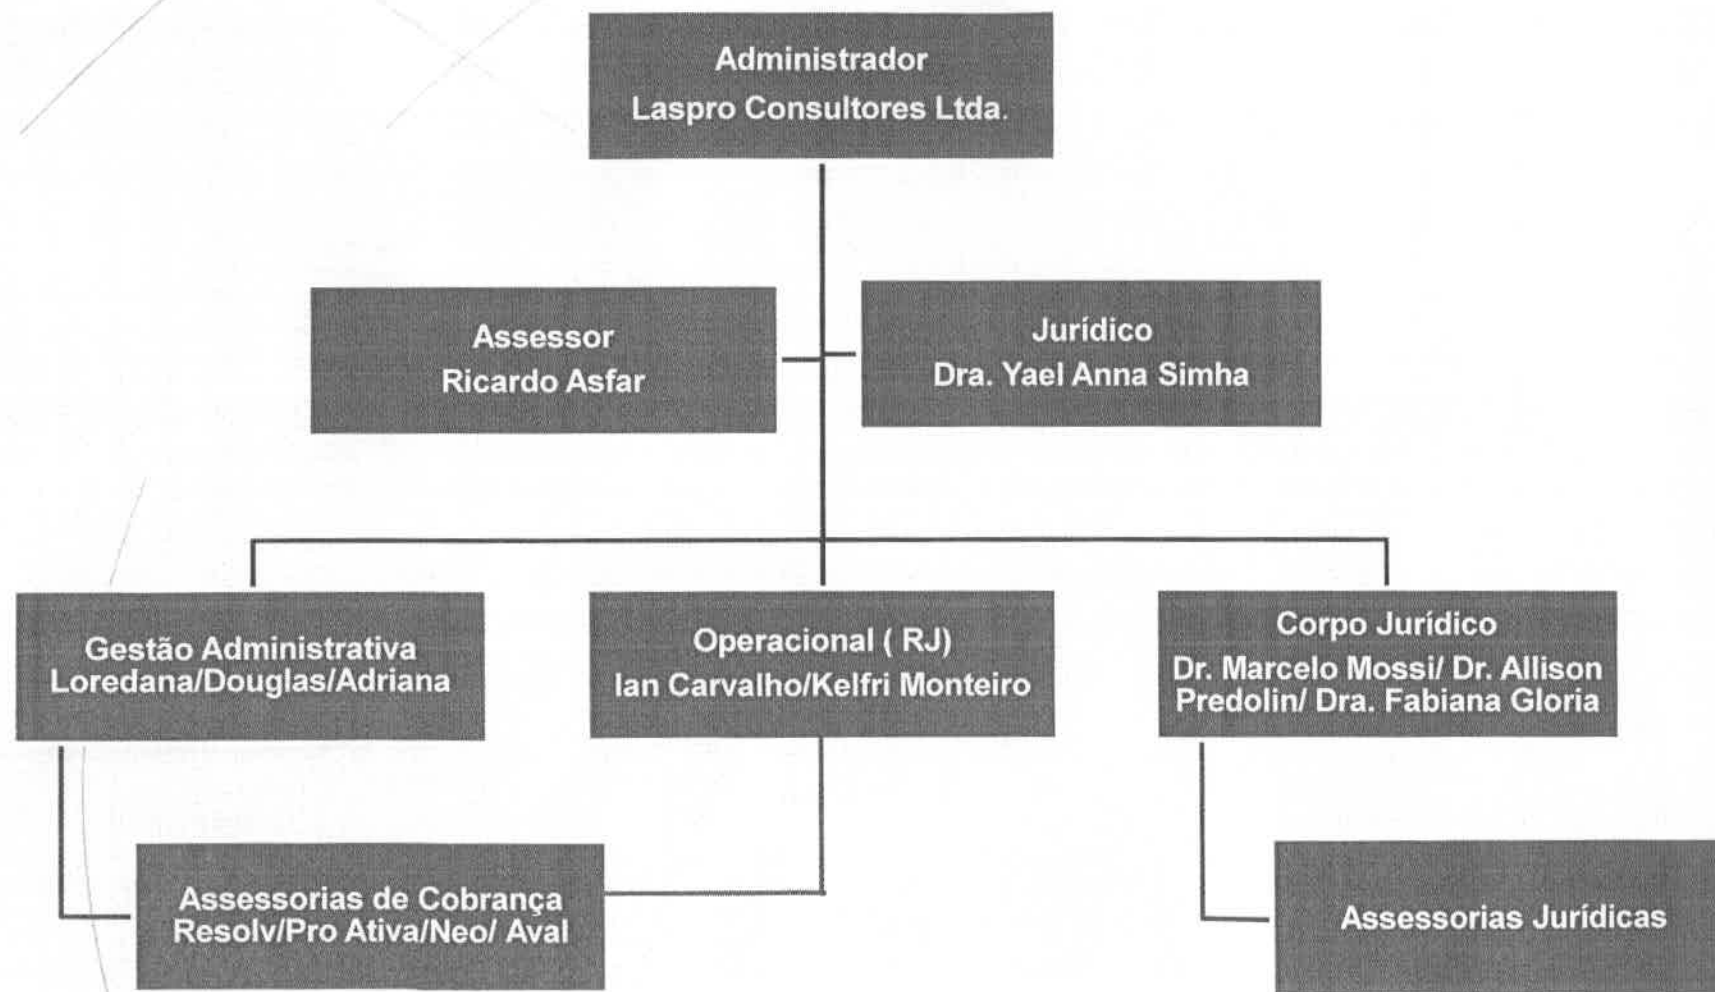 Administrador
Laspro Consultores Ltda.
Assessor
Ricardo Asfar
Jurídico
Dra. Yael Anna Simha
Gestão Administrativa
Loredana/Douglas/Adriana
Operacional ( RJ)
Ian Carvalho/Kelfri Monteiro
Corpo Jurídico
Dr. Marcelo Mossi/ Dr. Allison
Predolin/ Dra. Fabiana Gloria
Assessorias de Cobrança
Resolv/Pro Ativa/Neo/ Aval
Assessorias Jurídicas